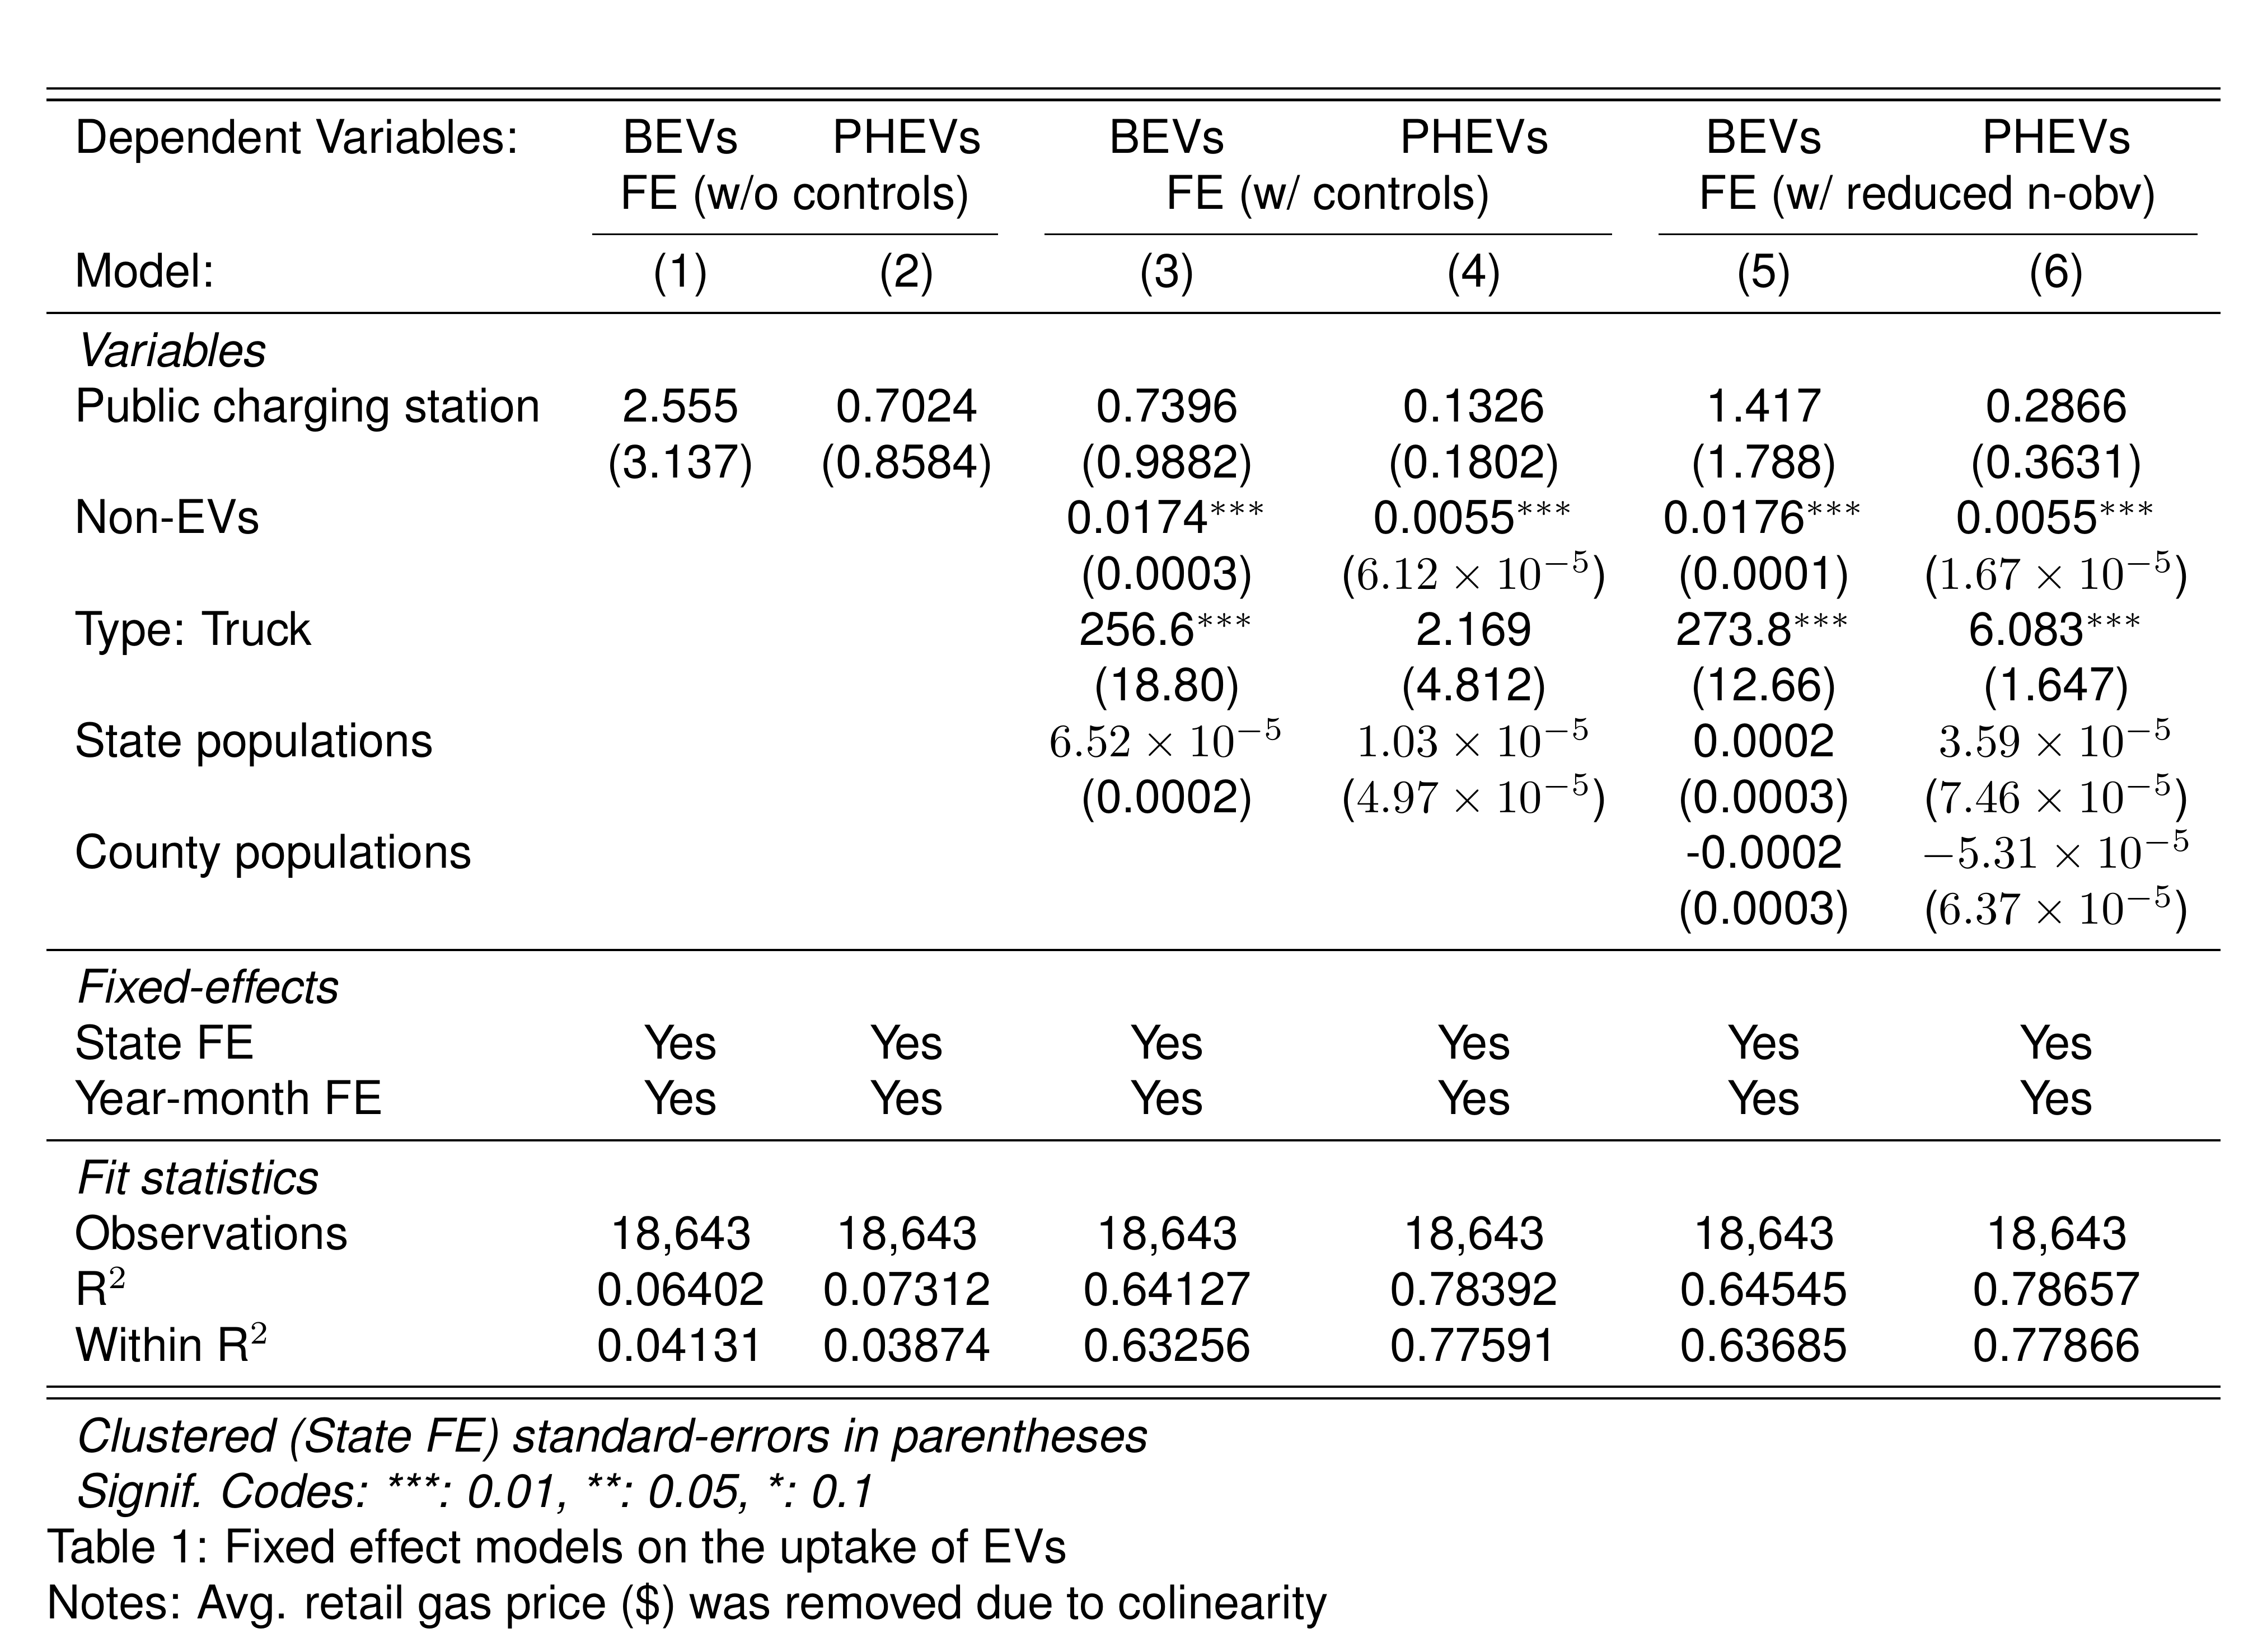 Dependent Variables: BEVs PHEVs BEVs PHEVs BEVs PHEVs
FE (w/o controls) FE (w/ controls) FE (w/ reduced n-obv)
Model: (1) (2) (3) (4) (5) (6)
Variables
Public charging station 2.555 0.7024 0.7396 0.1326 1.417 0.2866
(3.137) (0.8584) (0.9882) (0.1802) (1.788) (0.3631)
Non-EVs 0.0174*** 0.0055*** 0.0176*** 0.0055***
(0.0003) (6.12 × 10⁻⁵) (0.0001) (1.67 × 10⁻⁵)
Type: Truck 256.6*** 2.169 273.8*** 6.083***
(18.80) (4.812) (12.66) (1.647)
State populations 6.52 × 10⁻⁵ 1.03 × 10⁻⁵ 0.0002 3.59 × 10⁻⁵
(0.0002) (4.97 × 10⁻⁵) (0.0003) (7.46 × 10⁻⁵)
County populations -0.0002 −5.31 × 10⁻⁵
(0.0003) (6.37 × 10⁻⁵)
Fixed-effects
State FE Yes Yes Yes Yes Yes Yes
Year-month FE Yes Yes Yes Yes Yes Yes
Fit statistics
Observations 18,643 18,643 18,643 18,643 18,643 18,643
R² 0.06402 0.07312 0.64127 0.78392 0.64545 0.78657
Within R² 0.04131 0.03874 0.63256 0.77591 0.63685 0.77866
Clustered (State FE) standard-errors in parentheses
Signif. Codes: ***: 0.01, **: 0.05, *: 0.1
Table 1: Fixed effect models on the uptake of EVs
Notes: Avg. retail gas price ($) was removed due to colinearity